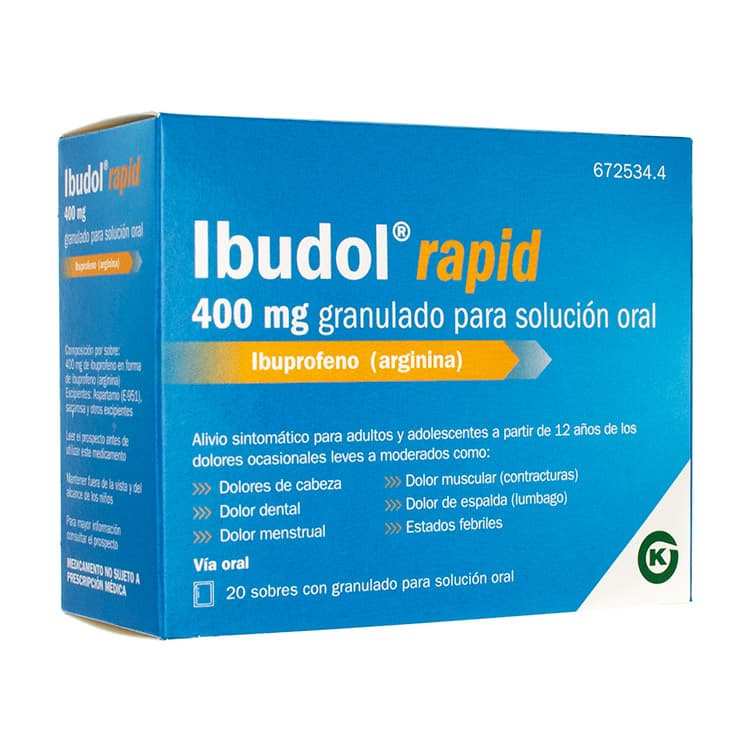 Ibudol® rapid
400 mg
granulado para solución oral
Ibuprofeno (arginina)
Composición por sobre:
400 mg de ibuprofeno en forma
de ibuprofeno (arginina)
Excipientes: Aspartamo (E-951),
sacarosa y otros excipientes
Leer el prospecto antes de
utilizar este medicamento
Mantener fuera de la vista y del
alcance de los niños
Para mayor información
consultar el prospecto
MEDICAMENTO NO SUJETO A
PRESCRIPCIÓN MÉDICA
672534.4
Ibudol® rapid
400 mg granulado para solución oral
Ibuprofeno (arginina)
Alivio sintomático para adultos y adolescentes a partir de 12 años de los
dolores ocasionales leves a moderados como:
Dolores de cabeza
Dolor dental
Dolor menstrual
Dolor muscular (contracturas)
Dolor de espalda (lumbago)
Estados febriles
Vía oral
20 sobres con granulado para solución oral
K